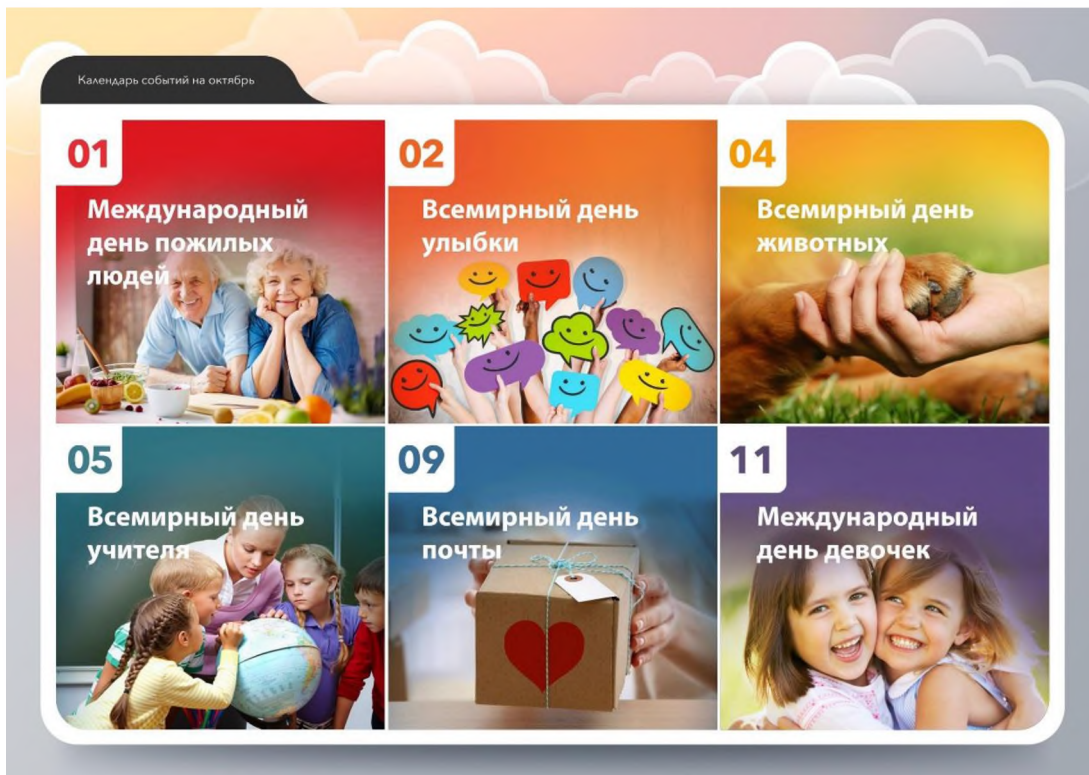 Календарь событий на октябрь
01
Международный
день пожилых
людей
02
Всемирный день
улыбки
04
Всемирный день
животных
05
Всемирный день
учителя
09
Всемирный день
почты
11
Международный
день девочек